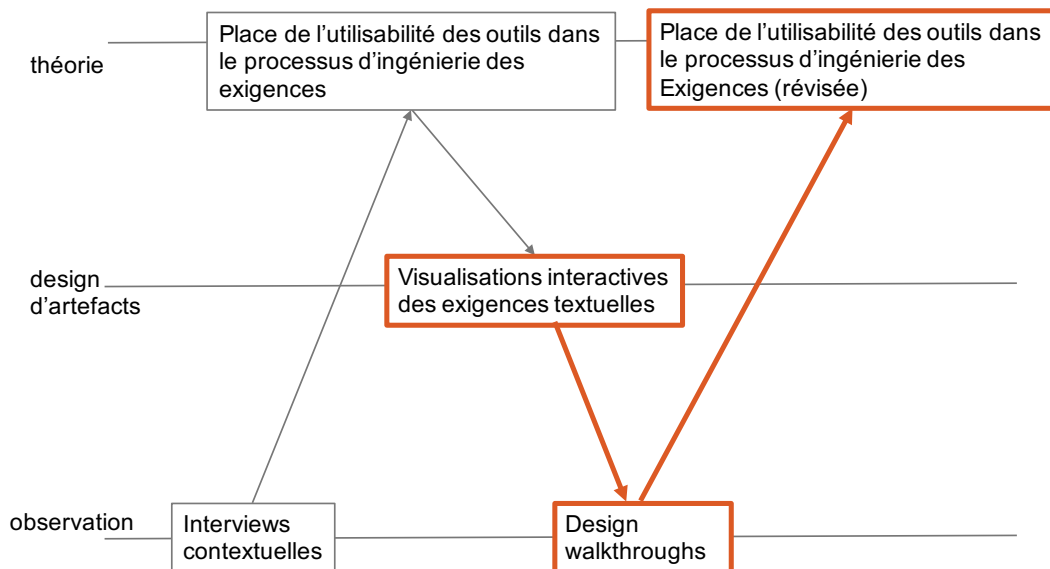 théorie
Place de l'utilisabilité des outils dans
le processus d'ingénierie des
exigences
Place de l'utilisabilité des outils dans
le processus d'ingénierie des
Exigences (révisée)
design
d'artefacts
Visualisations interactives
des exigences textuelles
observation
Interviews
contextuelles
Design
walkthroughs